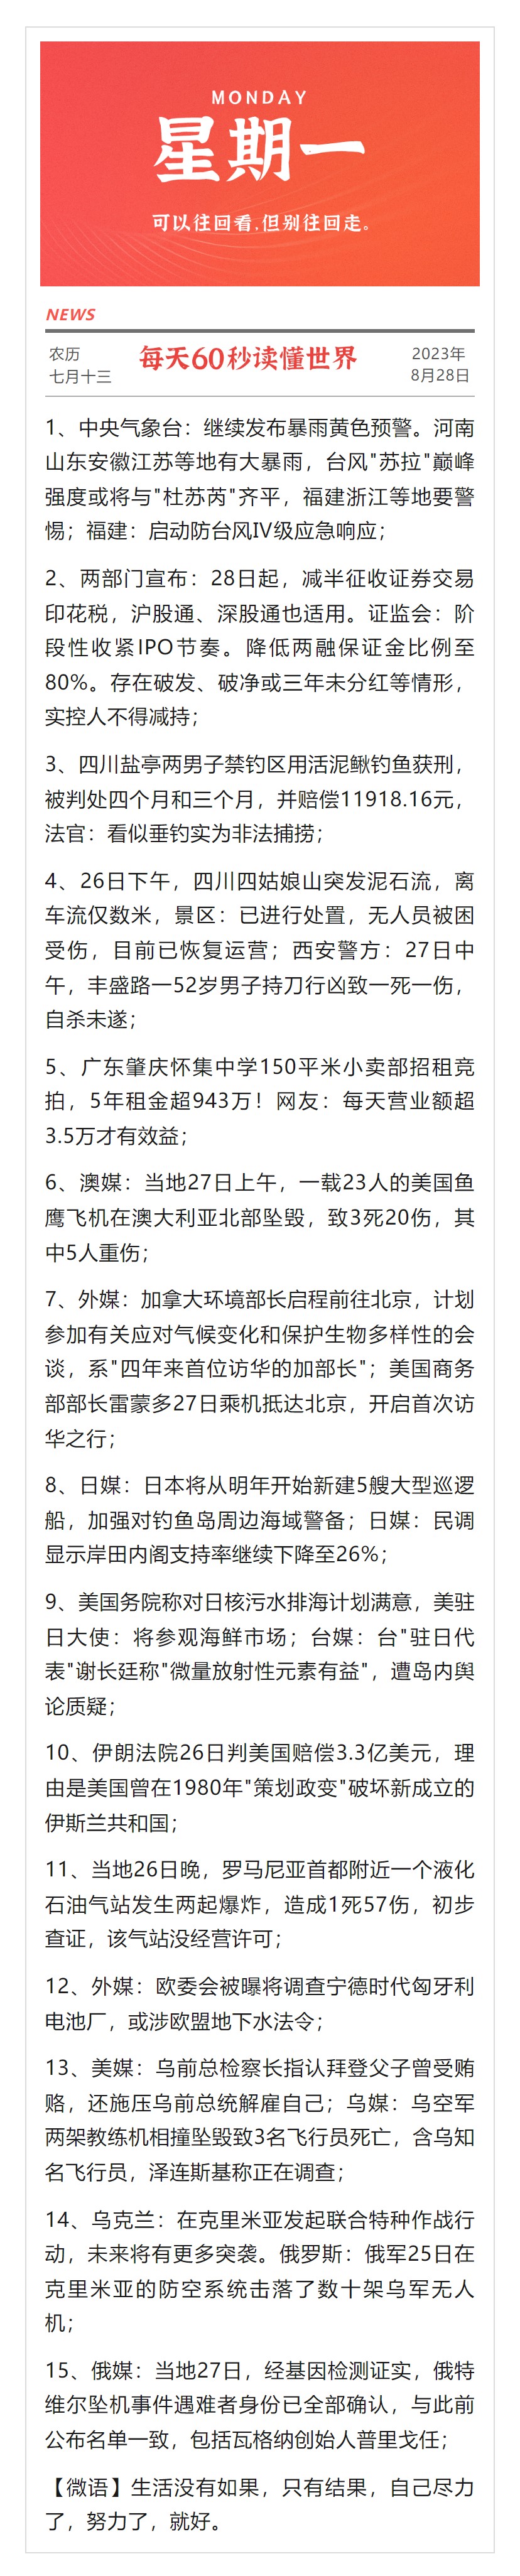 MONDAY
星期一
可以往回看,但别往回走。
NEWS
农历
七月十三
每天60秒读懂世界
2023年
8月28日
1、中央气象台：继续发布暴雨黄色预警。河南
山东安徽江苏等地有大暴雨，台风"苏拉"巅峰
强度或将与"杜苏芮"齐平，福建浙江等地要警
惕；福建：启动防台风Ⅳ级应急响应；
2、两部门宣布：28日起，减半征收证券交易
印花税，沪股通、深股通也适用。证监会：阶
段性收紧IPO节奏。降低两融保证金比例至
80%。存在破发、破净或三年未分红等情形，
实控人不得减持；
3、四川盐亭两男子禁钓区用活泥鳅钓鱼获刑，
被判处四个月和三个月，并赔偿11918.16元，
法官：看似垂钓实为非法捕捞；
4、26日下午，四川四姑娘山突发泥石流，离
车流仅数米，景区：已进行处置，无人员被困
受伤，目前已恢复运营；西安警方：27日中
午，丰盛路一52岁男子持刀行凶致一死一伤，
自杀未遂；
5、广东肇庆怀集中学150平米小卖部招租竞
拍，5年租金超943万！网友：每天营业额超
3.5万才有效益；
6、澳媒：当地27日上午，一载23人的美国鱼
鹰飞机在澳大利亚北部坠毁，致3死20伤，其
中5人重伤；
7、外媒：加拿大环境部长启程前往北京，计划
参加有关应对气候变化和保护生物多样性的会
谈，系"四年来首位访华的加部长"；美国商务
部部长雷蒙多27日乘机抵达北京，开启首次访
华之行；
8、日媒：日本将从明年开始新建5艘大型巡逻
船，加强对钓鱼岛周边海域警备；日媒：民调
显示岸田内阁支持率继续下降至26%；
9、美国务院称对日核污水排海计划满意，美驻
日大使：将参观海鲜市场；台媒：台"驻日代
表"谢长廷称"微量放射性元素有益"，遭岛内舆
论质疑；
10、伊朗法院26日判美国赔偿3.3亿美元，理
由是美国曾在1980年"策划政变"破坏新成立的
伊斯兰共和国；
11、当地26日晚，罗马尼亚首都附近一个液化
石油气站发生两起爆炸，造成1死57伤，初步
查证，该气站没经营许可；
12、外媒：欧委会被曝将调查宁德时代匈牙利
电池厂，或涉欧盟地下水法令；
13、美媒：乌前总检察长指认拜登父子曾受贿
赂，还施压乌前总统解雇自己；乌媒：乌空军
两架教练机相撞坠毁致3名飞行员死亡，含乌知
名飞行员，泽连斯基称正在调查；
14、乌克兰：在克里米亚发起联合特种作战行
动，未来将有更多突袭。俄罗斯：俄军25日在
克里米亚的防空系统击落了数十架乌军无人
机；
15、俄媒：当地27日，经基因检测证实，俄特
维尔坠机事件遇难者身份已全部确认，与此前
公布名单一致，包括瓦格纳创始人普里戈任；
【微语】生活没有如果，只有结果，自己尽力
了，努力了，就好。